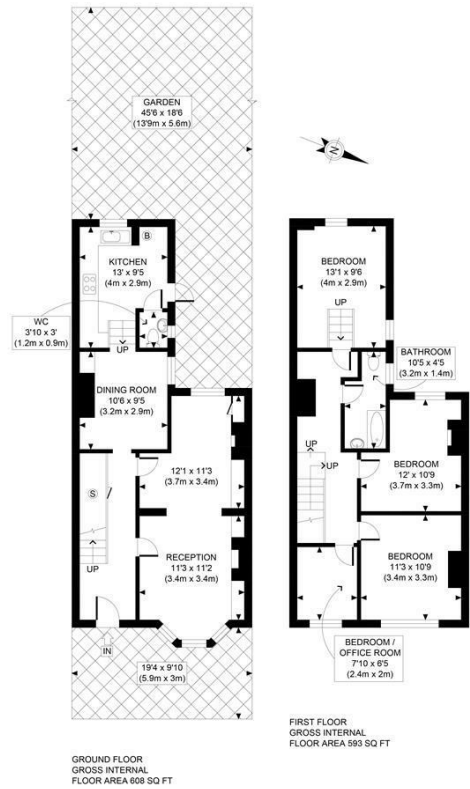 GARDEN
45'6 x 18'6
(13'9m x 5.6m)
N
B
KITCHEN
13' x 9'5
(4m x 2.9m)
WC
3'10 x 3'
(1.2m x 0.9m)
UP
DINING ROOM
10'6 x 9'5
(3.2m x 2.9m)
12'1 x 11'3
(3.7m x 3.4m)
S
UP
RECEPTION
11'3 x 11'2
(3.4m x 3.4m)
IN
19'4 x 9'10
(5.9m x 3m)
GROUND FLOOR
GROSS INTERNAL
FLOOR AREA 608 SQ FT
BEDROOM
13'1 x 9'6
(4m x 2.9m)
UP
BATHROOM
10'5 x 4'5
(3.2m x 1.4m)
UP
UP
BEDROOM
12' x 10'9
(3.7m x 3.3m)
BEDROOM
11'3 x 10'9
(3.4m x 3.3m)
BEDROOM /
OFFICE ROOM
7'10 x 6'5
(2.4m x 2m)
FIRST FLOOR
GROSS INTERNAL
FLOOR AREA 593 SQ FT